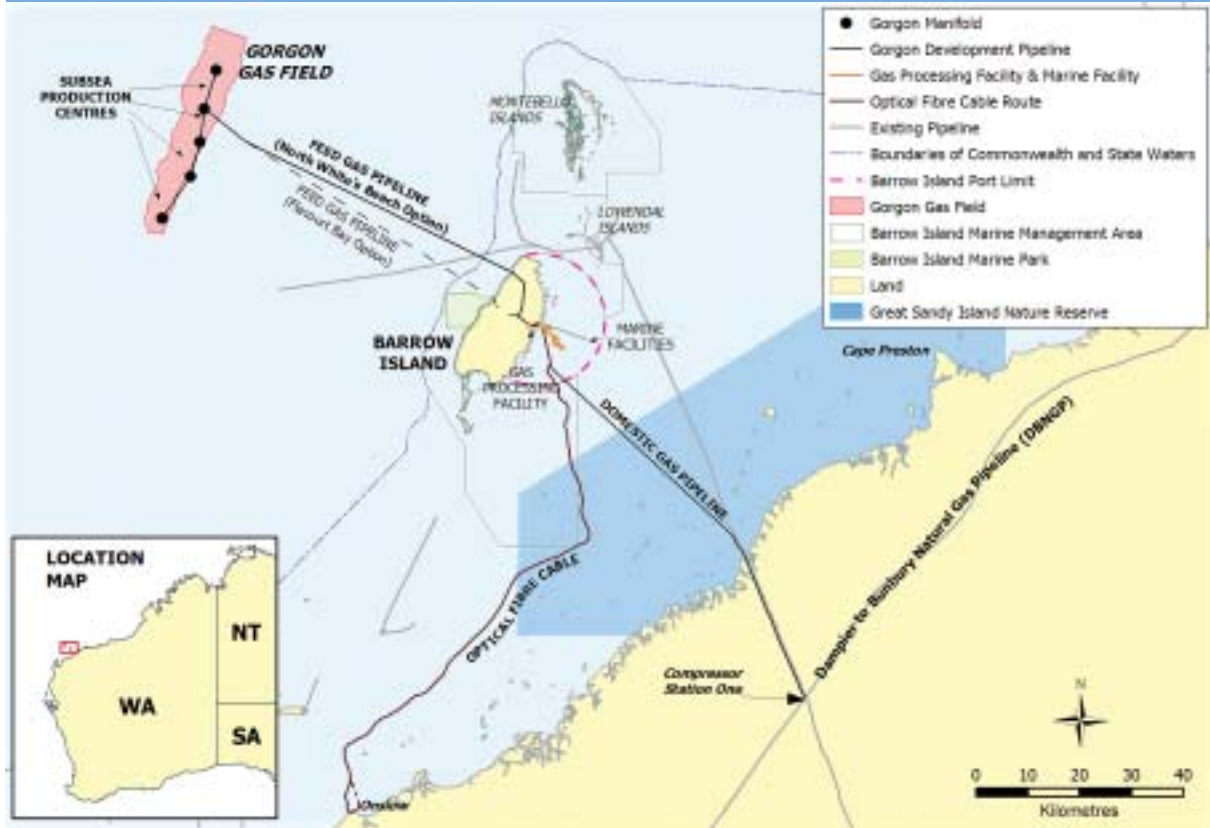 GORGON
GAS FIELD
SUBSEA
PRODUCTION
CENTRES
MONTEBELLO
ISLANDS
FEED GAS PIPELINE
(North White's Beach Option)
FEED GAS PIPELINE
(Flacourt Bay Option)
LOWENDAL
ISLANDS
BARROW
ISLAND
MARINE
FACILITIES
GAS
PROCESSING
FACILITY
DOMESTIC GAS PIPELINE
OPTICAL FIBRE CABLE
Cape Preston
Dampier to Bunbury Natural Gas Pipeline (DBNGP)
Compressor
Station One
Onslow
Gorgon Manifold
Gorgon Development Pipeline
Gas Processing Facility & Marine Facility
Optical Fibre Cable Route
Existing Pipeline
Boundaries of Commonwealth and State Waters
Barrow Island Port Limit
Gorgon Gas Field
Barrow Island Marine Management Area
Barrow Island Marine Park
Land
Great Sandy Island Nature Reserve
LOCATION
MAP
NT
WA
SA
N
0 10 20 30 40
Kilometres